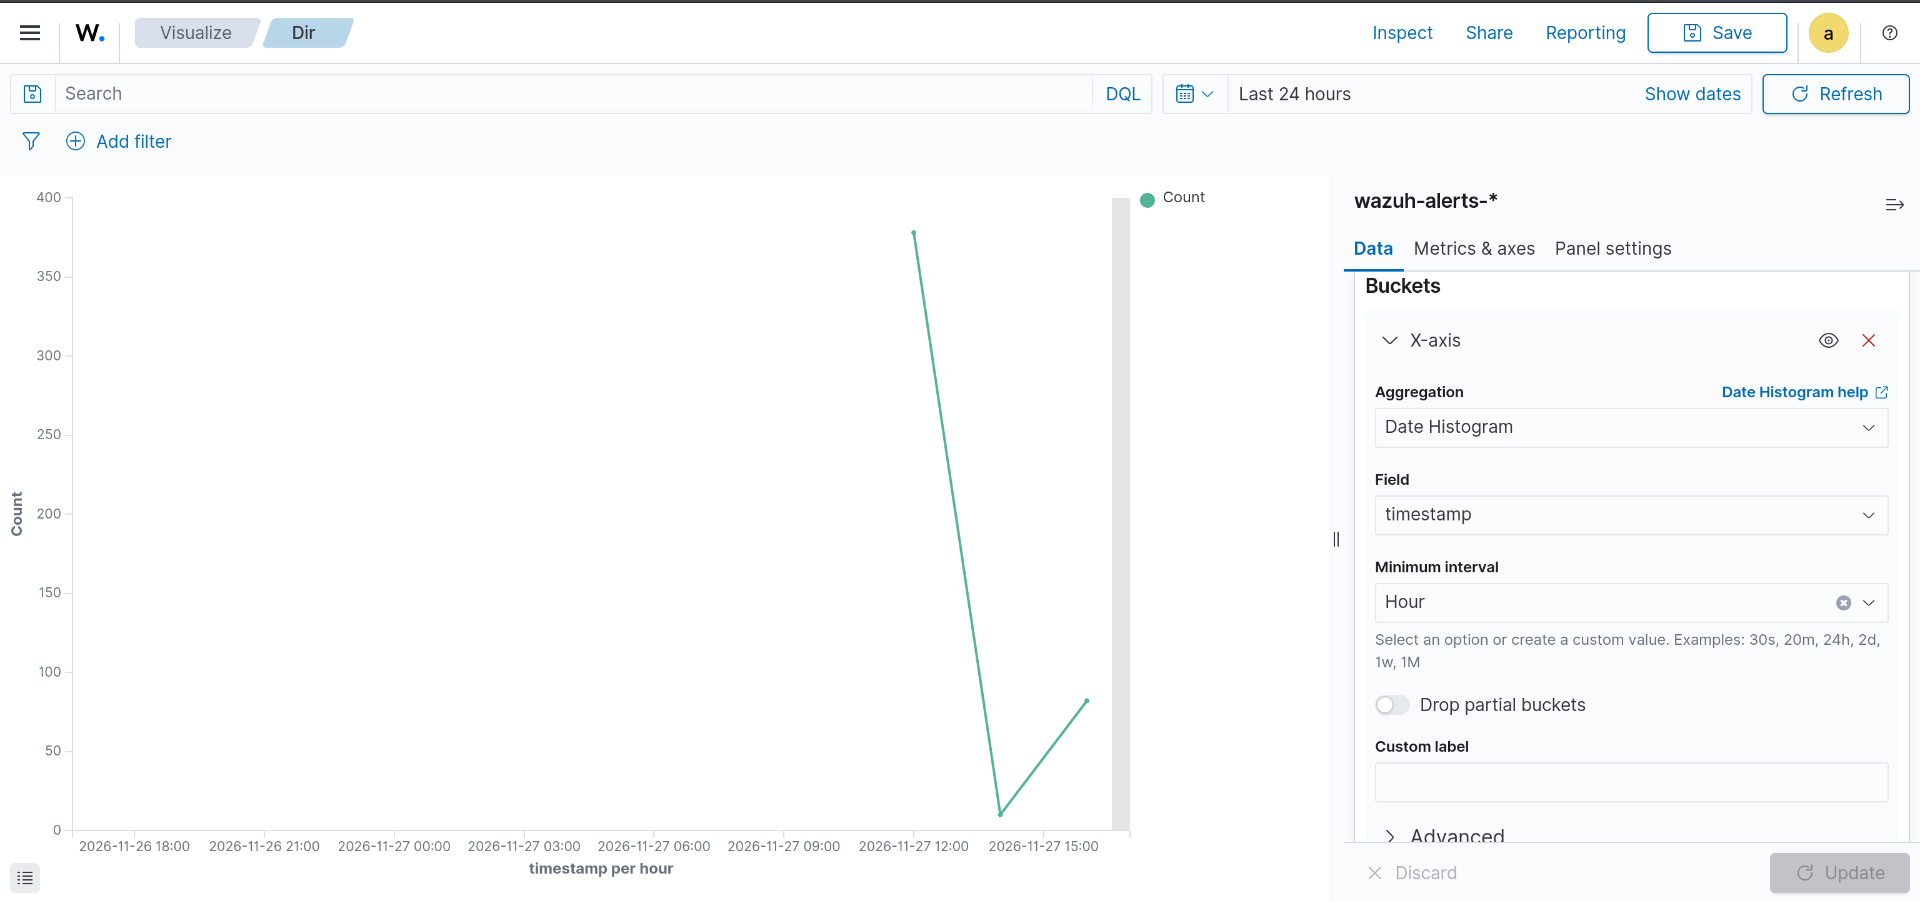 W.
Visualize
Dir
Inspect
Share
Reporting
Save
a
Search
DQL
Last 24 hours
Show dates
Refresh
Add filter
400
350
300
250
200
150
100
50
0
Count
2026-11-26 18:00
2026-11-26 21:00
2026-11-27 00:00
2026-11-27 03:00
2026-11-27 06:00
2026-11-27 09:00
2026-11-27 12:00
2026-11-27 15:00
timestamp per hour
Count
wazuh-alerts-*
Data
Metrics & axes
Panel settings
Buckets
X-axis
Aggregation
Date Histogram help
Date Histogram
Field
timestamp
Minimum interval
Hour
Select an option or create a custom value. Examples: 30s, 20m, 24h, 2d,
1w, 1M
Drop partial buckets
Custom label
Advanced
Discard
Update